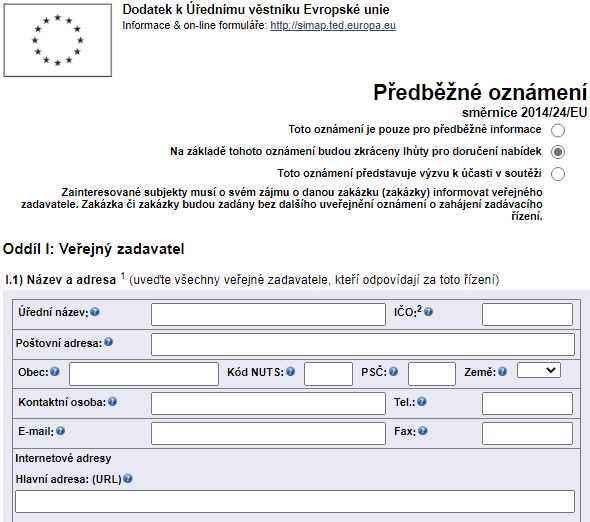 Dodatek k Úřednímu věstníku Evropské unie
Informace & on-line formuláře: http://simap.ted.europa.eu
Předběžné oznámení
směrnice 2014/24/EU
Toto oznámení je pouze pro předběžné informace
Na základě tohoto oznámení budou zkráceny lhůty pro doručení nabídek
Toto oznámení představuje výzvu k účasti v soutěži
Zainteresované subjekty musí o svém zájmu o danou zakázku (zakázky) informovat veřejného
zadavatele. Zakázka či zakázky budou zadány bez dalšího uveřejnění oznámení o zahájení zadávacího
řízení.
Oddíl I: Veřejný zadavatel
I.1) Název a adresa 1 (uveďte všechny veřejné zadavatele, kteří odpovídají za toto řízení)
Úřední název: IČO:2
Poštovní adresa:
Obec: Kód NUTS: PSČ: Země:
Kontaktní osoba: Tel.:
E-mail: Fax:
Internetové adresy
Hlavní adresa: (URL)